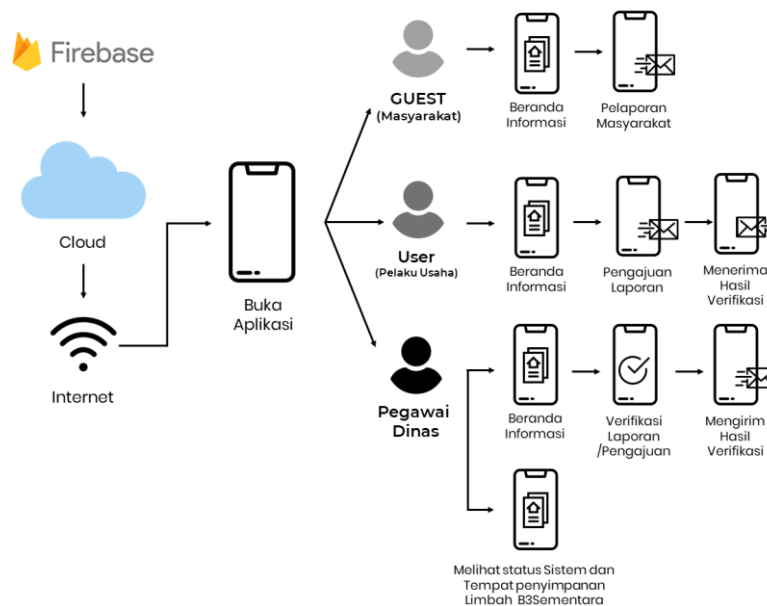 Firebase
Cloud
Internet
Buka
Aplikasi
GUEST
(Masyarakat)
Beranda
Informasi
Pelaporan
Masyarakat
User
(Pelaku Usaha)
Beranda
Informasi
Pengajuan
Laporan
Menerima
Hasil
Verifikasi
Pegawai
Dinas
Beranda
Informasi
Verifikasi
Laporan
/Pengajuan
Mengirim
Hasil
Verifikasi
Melihat status Sistem dan
Tempat penyimpanan
Limbah B3Sementara